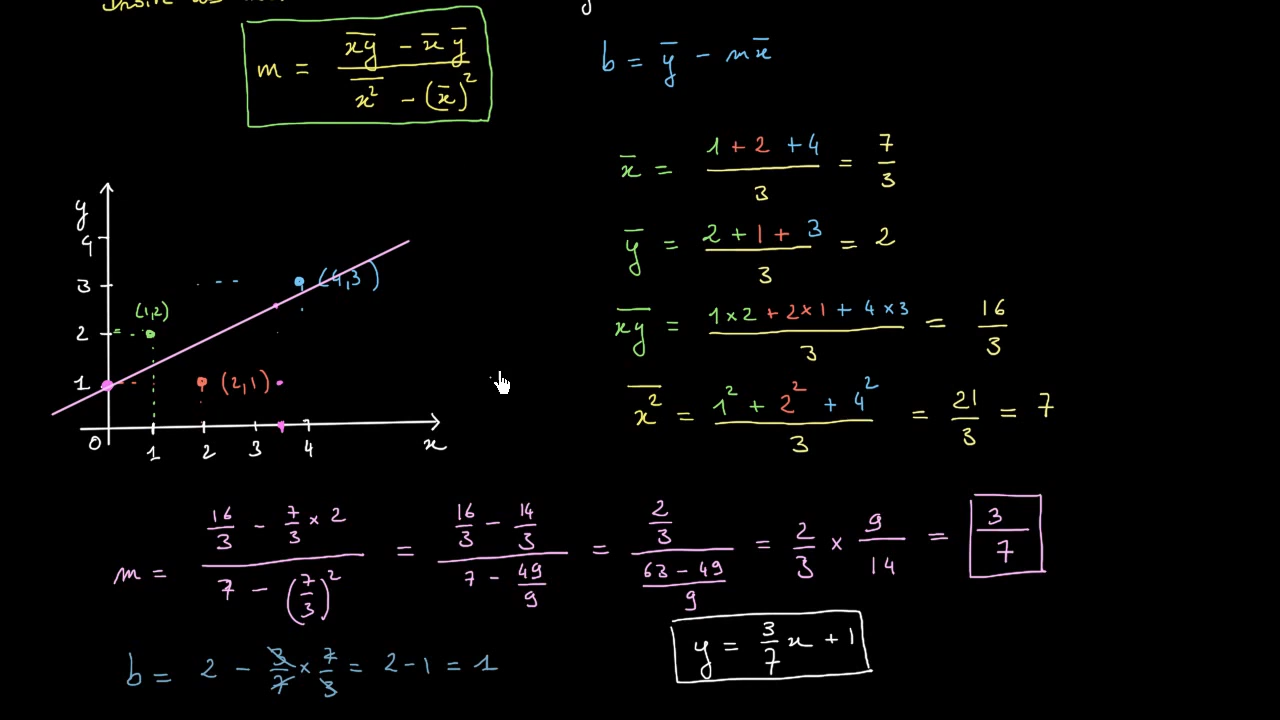 m = (x̅y̅ - x̅ y̅) / (x̅²̅ - (x̅)²)
b = y̅ - mx̅
x̅ = (1 + 2 + 4) / 3 = 7/3
y̅ = (2 + 1 + 3) / 3 = 2
x̅y̅ = (1×2 + 2×1 + 4×3) / 3 = 16/3
x̅²̅ = (1² + 2² + 4²) / 3 = 21/3 = 7
y
4
3
(4,3)
(1,2)
2
1
(2,1)
0 1 2 3 4 x
m = (16/3 - 7/3 × 2) / (7 - (7/3)²) = (16/3 - 14/3) / (7 - 49/9) = (2/3) / ((63 - 49)/9) = 2/3 × 9/14 = 3/7
b = 2 - 3/7 × 7/3 = 2 - 1 = 1
y = 3/7 x + 1